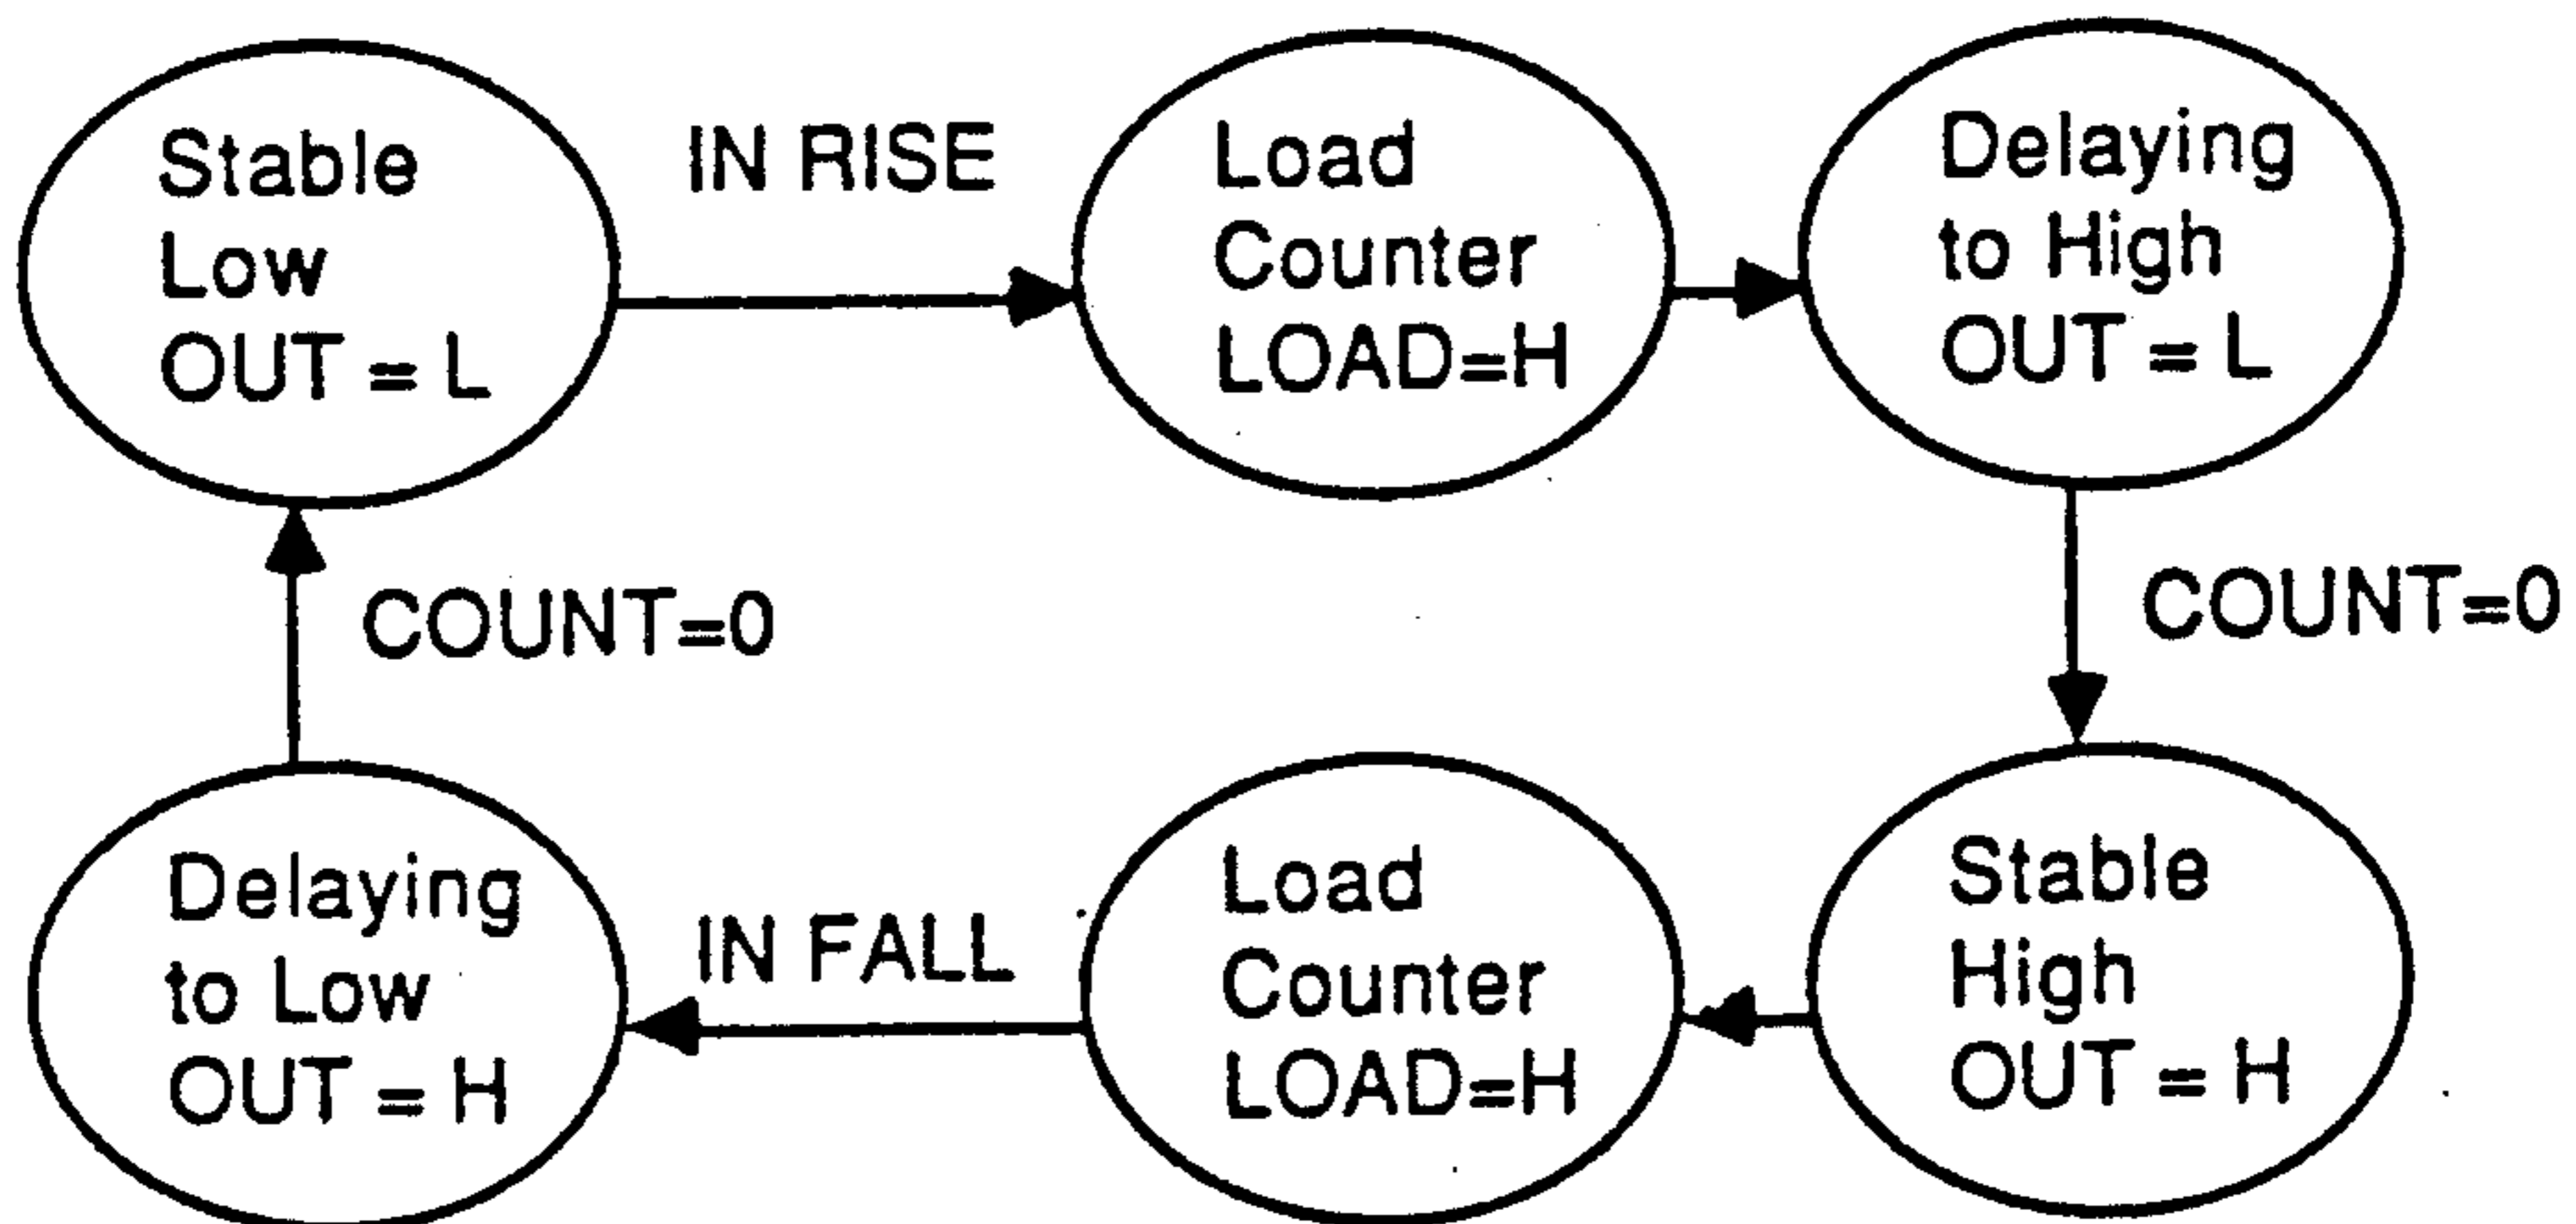 Stable
Low
OUT = L
IN RISE
Load
Counter
LOAD=H
Delaying
to High
OUT = L
COUNT=0
COUNT=0
Delaying
to Low
OUT = H
IN FALL
Load
Counter
LOAD=H
Stable
High
OUT = H